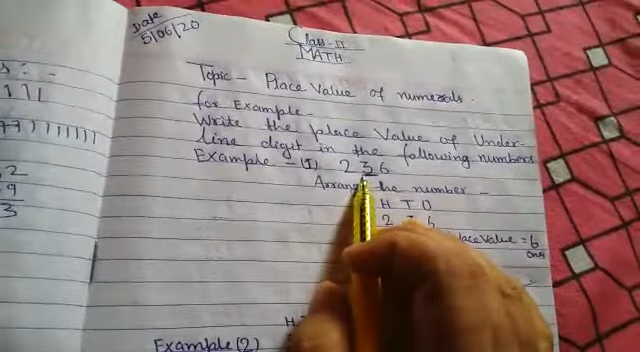 Date
5/06/20
Class-II
MATH
Topic - Place Value of numerals.
for Example -
Write the place Value of Under-
line digit in the following numbers
Example - (1) 236
Arrange the number -
H T O
2 3 6
Place Value = 6
Ones
Example (2)